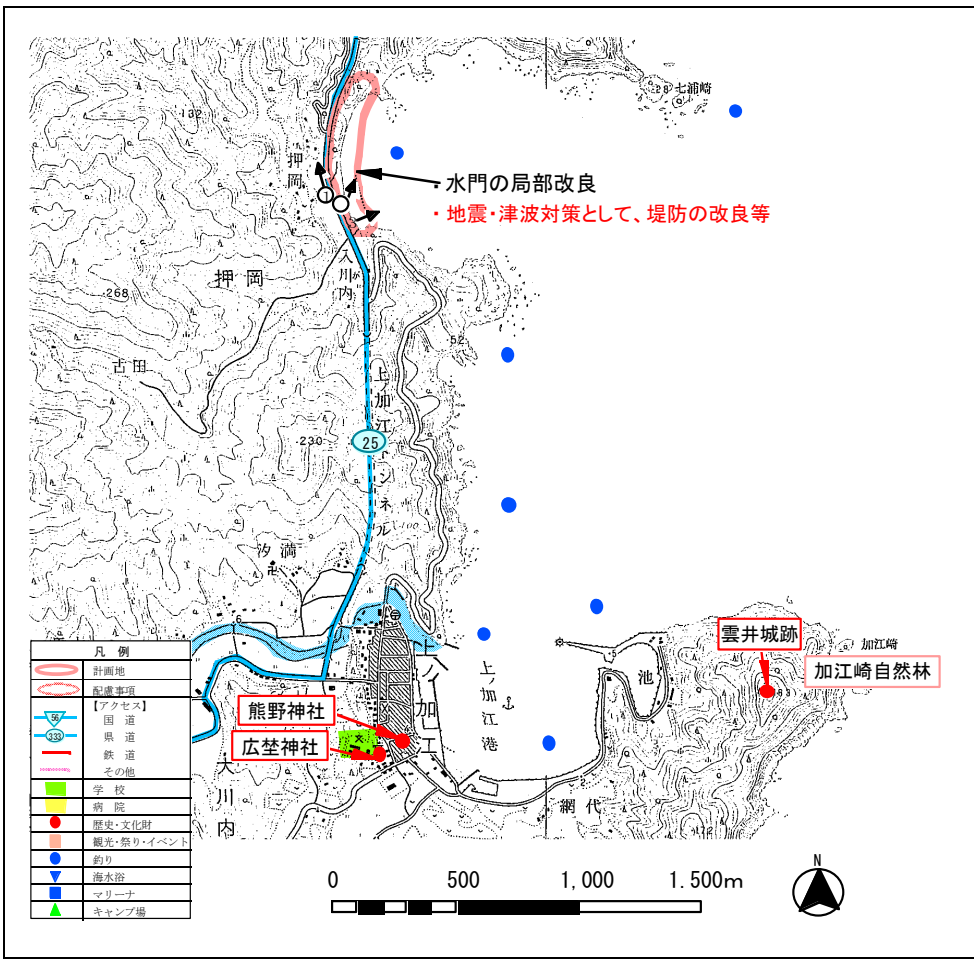 28 七浦崎
132
押岡
水門の局部改良
・地震・津波対策として、堤防の改良等
押岡
入川内
268
52
古田
上ノ加江トンネル
230
25
100
汐満
6
雲井城跡
加江崎
加江崎自然林
池
上ノ加江港
上ノ加江
熊野神社
広埜神社
大川内
網代
172
凡 例
計画地
配慮事項
【アクセス】
56
国 道
333
県 道
鉄 道
その他
学 校
病 院
歴史・文化財
観光・祭り・イベント
釣り
海水浴
マリーナ
キャンプ場
0 500 1,000 1.500m
N